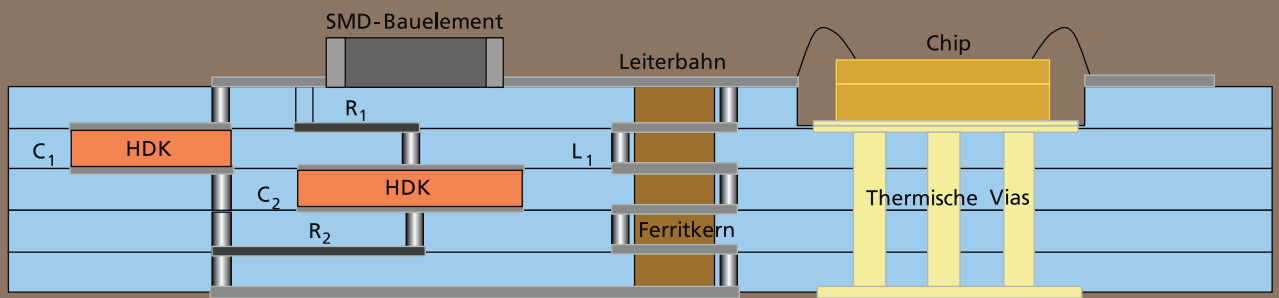 SMD-Bauelement
Chip
Leiterbahn
R1
C1
HDK
L1
C2
HDK
Thermische Vias
R2
Ferritkern